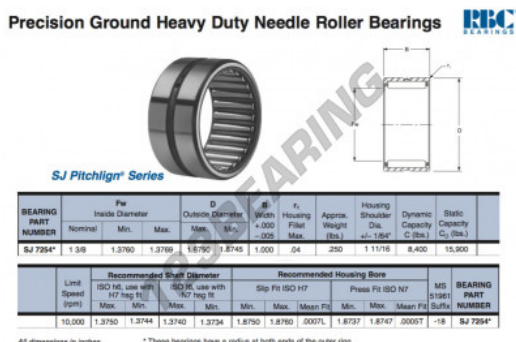 Precision Ground Heavy Duty Needle Roller Bearings
RBC
BEARINGS
B
r,
Fw
D
123BEARING
SJ Pitchlign® Series
BEARING PART NUMBER Fw Inside Diameter D Outside Diameter B Width +.000 -.005 r, Housing Fillet Max. Approx. Weight (lbs.) Housing Shoulder Dia. +/- 1/64" Dynamic Capacity C (lbs.) Static Capacity C₀ (lbs.)
Nominal Min. Max. Max. Min.
SJ 7254* 1 3/8 1.3760 1.3769 1.8750 1.8745 1.000 .04 .250 1 11/16 8,400 15,900
Limit Speed (rpm) Recommended Shaft Diameter Recommended Housing Bore MS 51961 Suffix BEARING PART NUMBER
ISO h6, use with H7 hsg fit ISO f6, use with N7 hsg fit Slip Fit ISO H7 Press Fit ISO N7
Max. Min. Max. Min. Min. Max. Mean Fit Min. Max. Mean Fit
10,000 1.3750 1.3744 1.3740 1.3734 1.8750 1.8760 .0007L 1.8737 1.8747 .0005T -18 SJ 7254*
All dimensions in inches * These bearings have a radius at both ends of the outer ring